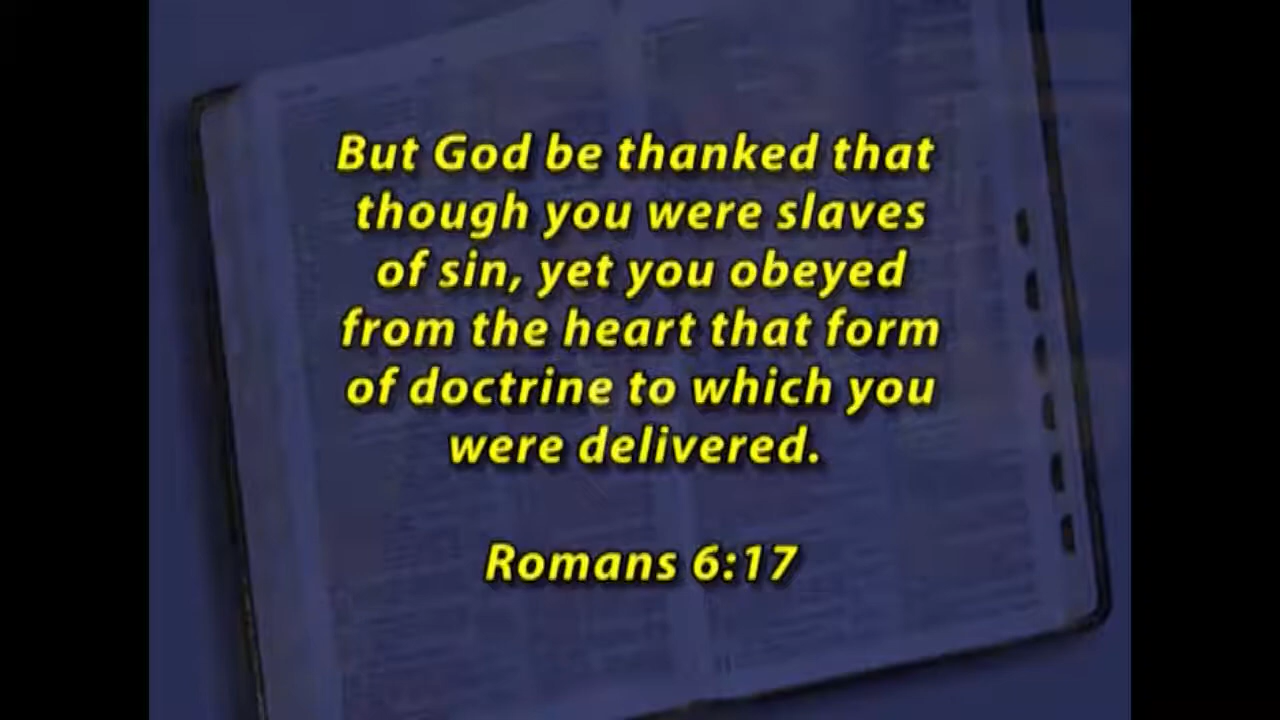 But God be thanked that
though you were slaves
of sin, yet you obeyed
from the heart that form
of doctrine to which you
were delivered.
Romans 6:17